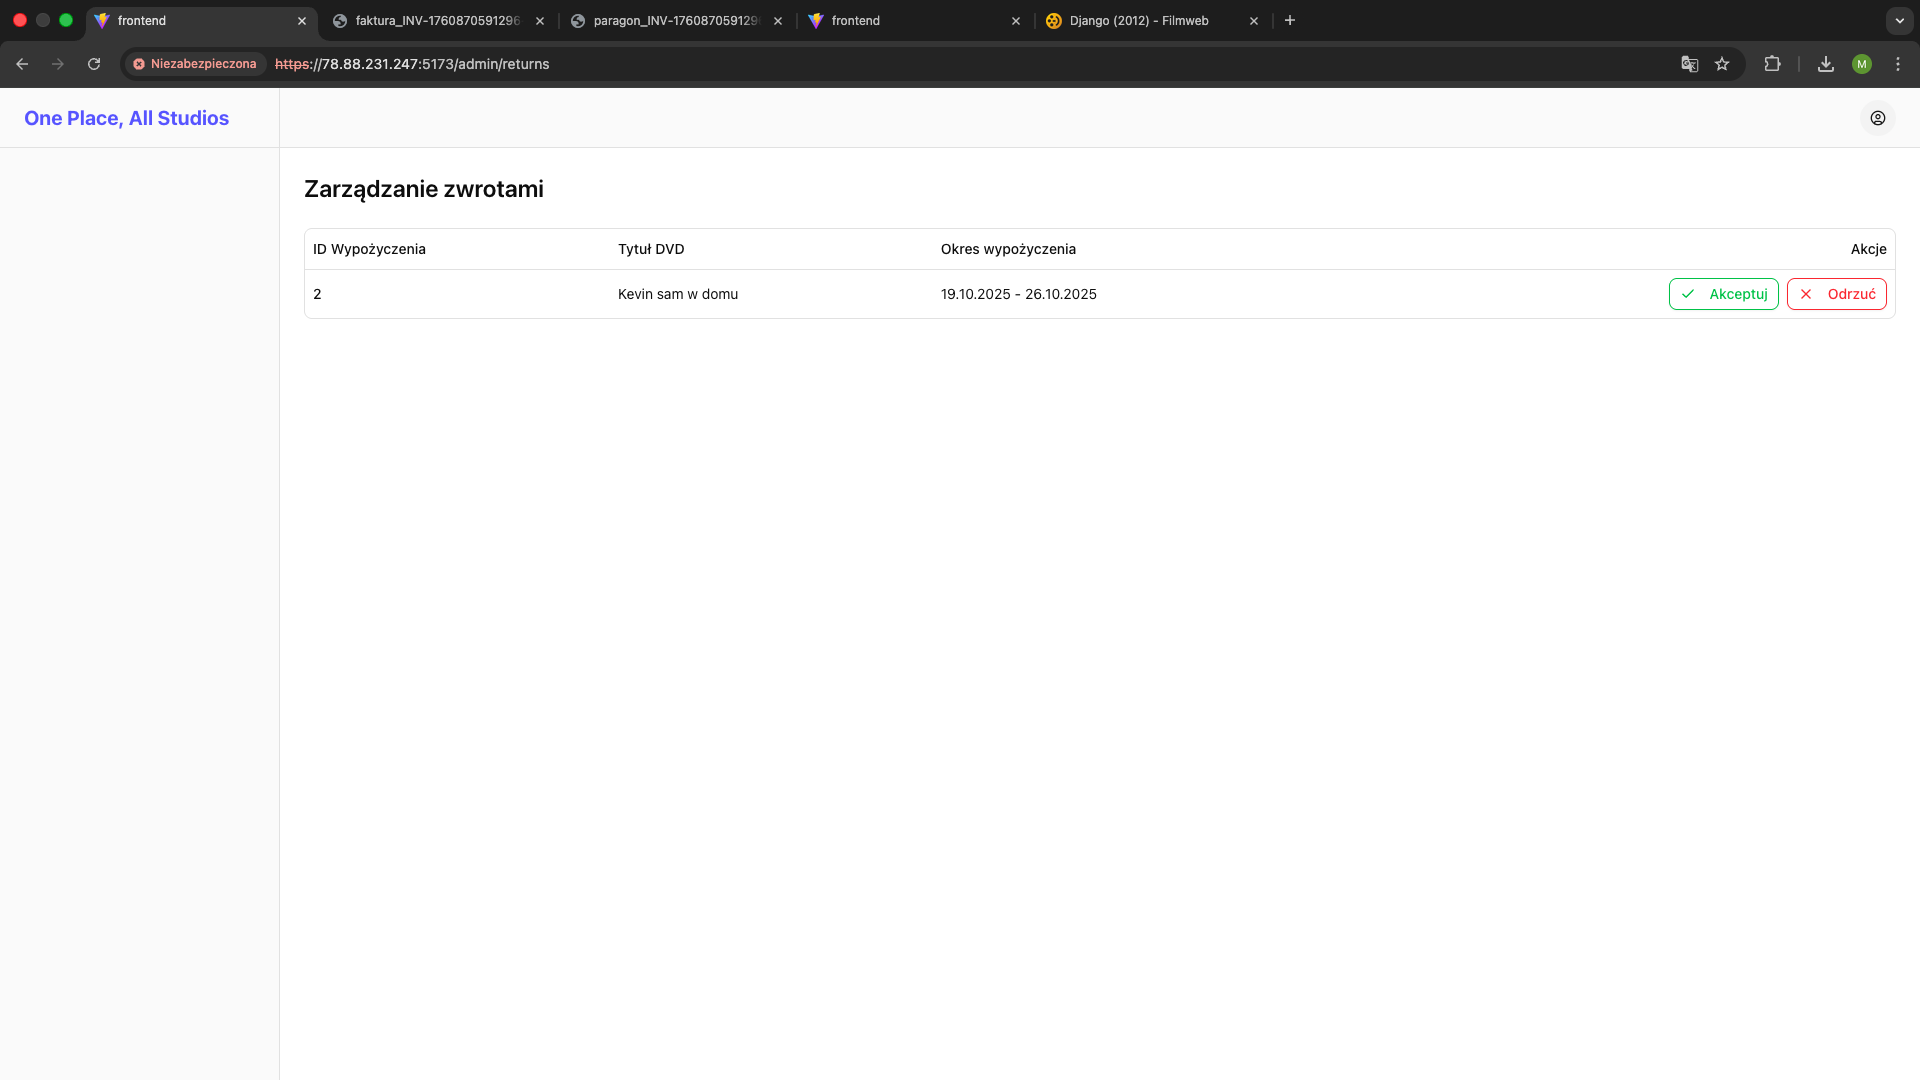 frontend
faktura_INV-1760870591296
paragon_INV-176087059129
frontend
Django (2012) - Filmweb
Niezabezpieczona
https://78.88.231.247:5173/admin/returns
M
One Place, All Studios
Zarządzanie zwrotami
ID Wypożyczenia Tytuł DVD Okres wypożyczenia Akcje
2 Kevin sam w domu 19.10.2025 - 26.10.2025 Akceptuj Odrzuć